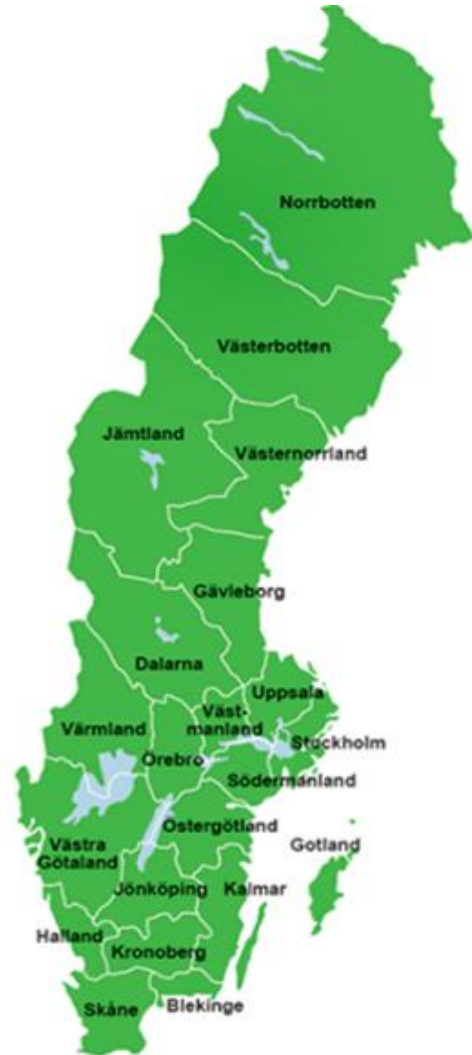 Norrbotten
Västerbotten
Jämtland
Västernorrland
Gävleborg
Dalarna
Uppsala
Väst-
manland
Värmland
Stockholm
Örebro
Södermanland
Ostergötland
Västra
Götaland
Gotland
Jönköping
Kalmar
Halland
Kronoberg
Skåne
Blekinge